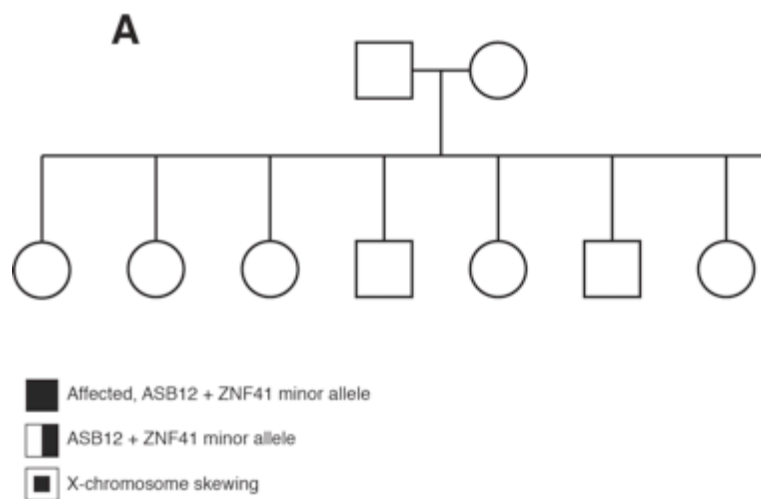 A
Affected, ASB12 + ZNF41 minor allele
ASB12 + ZNF41 minor allele
X-chromosome skewing